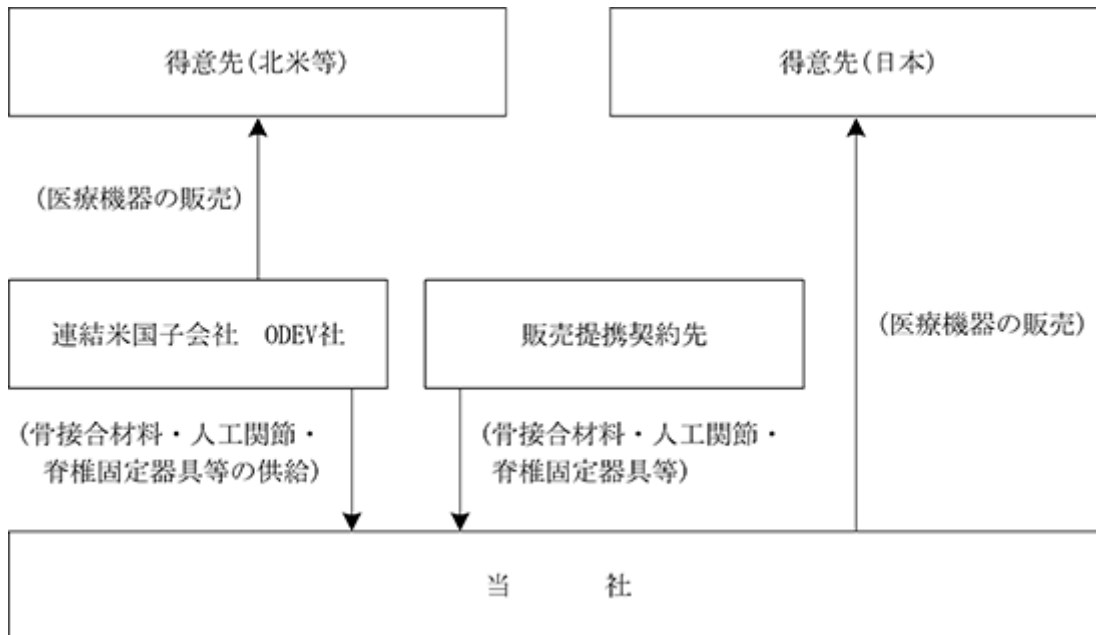 得意先(北米等)
得意先(日本)
(医療機器の販売)
連結米国子会社　ODEV社
販売提携契約先
(医療機器の販売)
(骨接合材料・人工関節・
脊椎固定器具等の供給)
(骨接合材料・人工関節・
脊椎固定器具等)
当　　　社